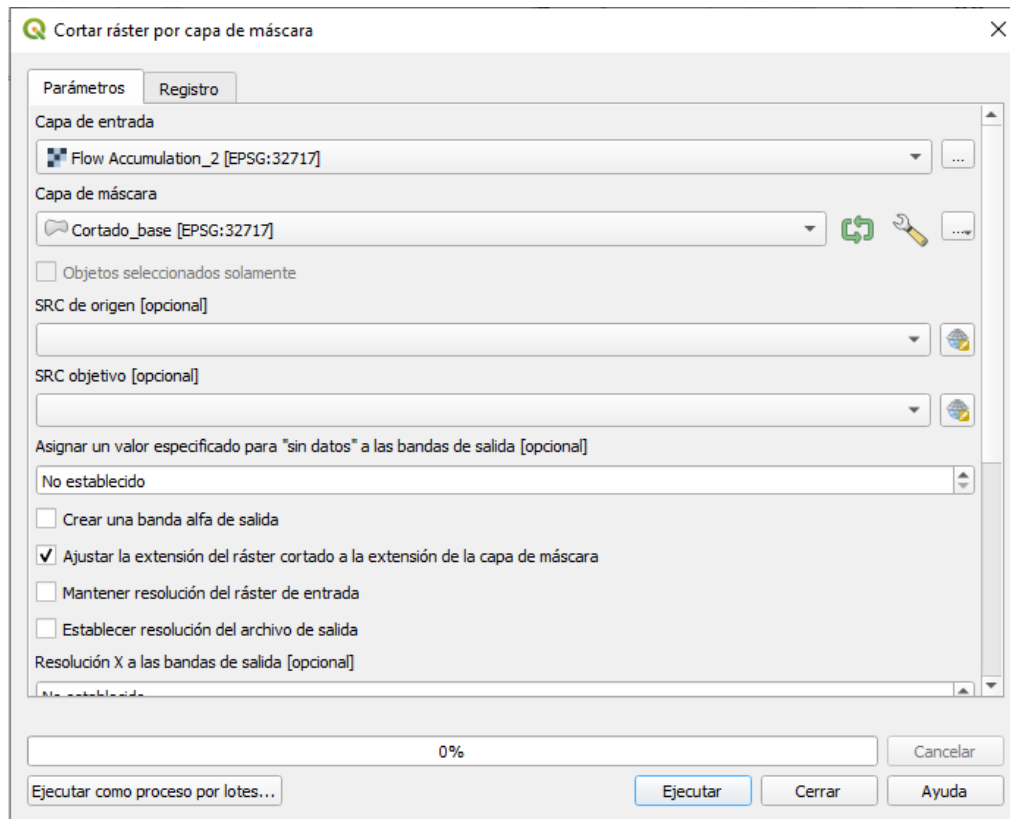 Cortar ráster por capa de máscara
Parámetros
Registro
Capa de entrada
Flow Accumulation_2 [EPSG:32717]
...
Capa de máscara
Cortado_base [EPSG:32717]
...
Objetos seleccionados solamente
SRC de origen [opcional]
SRC objetivo [opcional]
Asignar un valor especificado para "sin datos" a las bandas de salida [opcional]
No establecido
Crear una banda alfa de salida
Ajustar la extensión del ráster cortado a la extensión de la capa de máscara
Mantener resolución del ráster de entrada
Establecer resolución del archivo de salida
Resolución X a las bandas de salida [opcional]
No establecido
0%
Cancelar
Ejecutar como proceso por lotes...
Ejecutar
Cerrar
Ayuda